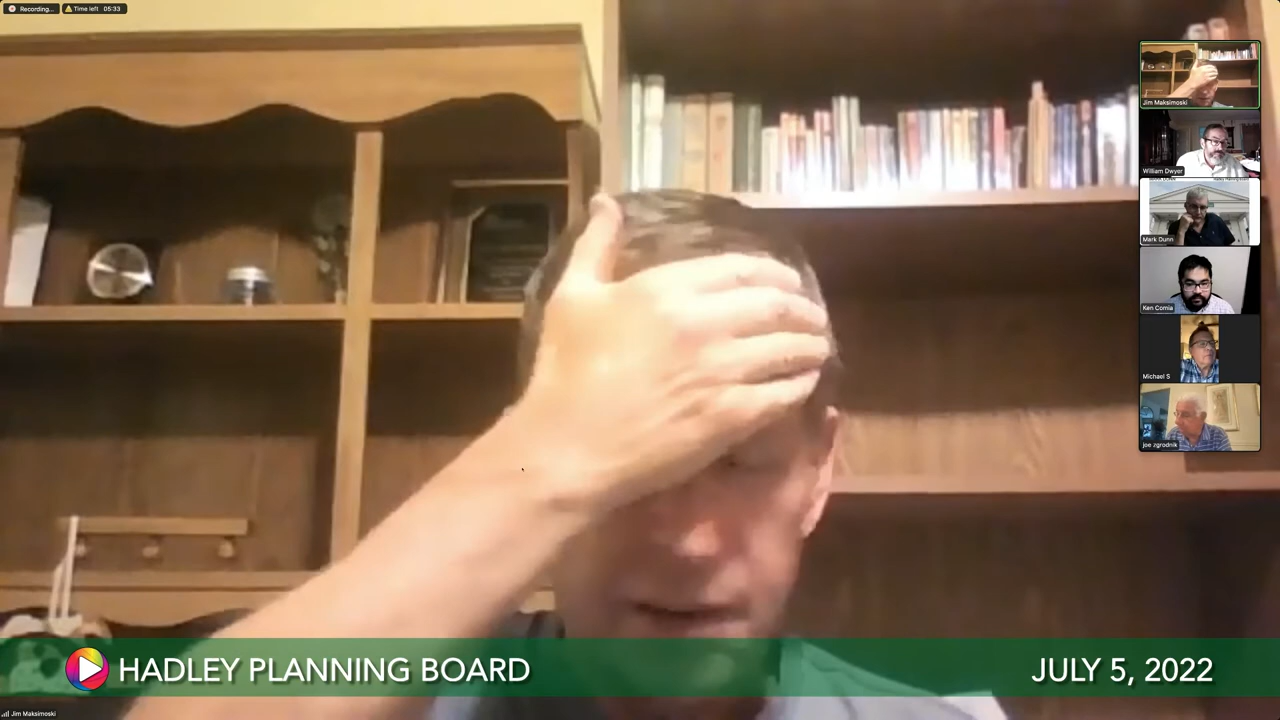 Recording...
Time left 05:33
Jim Maksimoski
William Dwyer
Mark Dunn
Ken Comia
Michael S
joe zgrodnik
HADLEY PLANNING BOARD
JULY 5, 2022
Jim Maksimoski